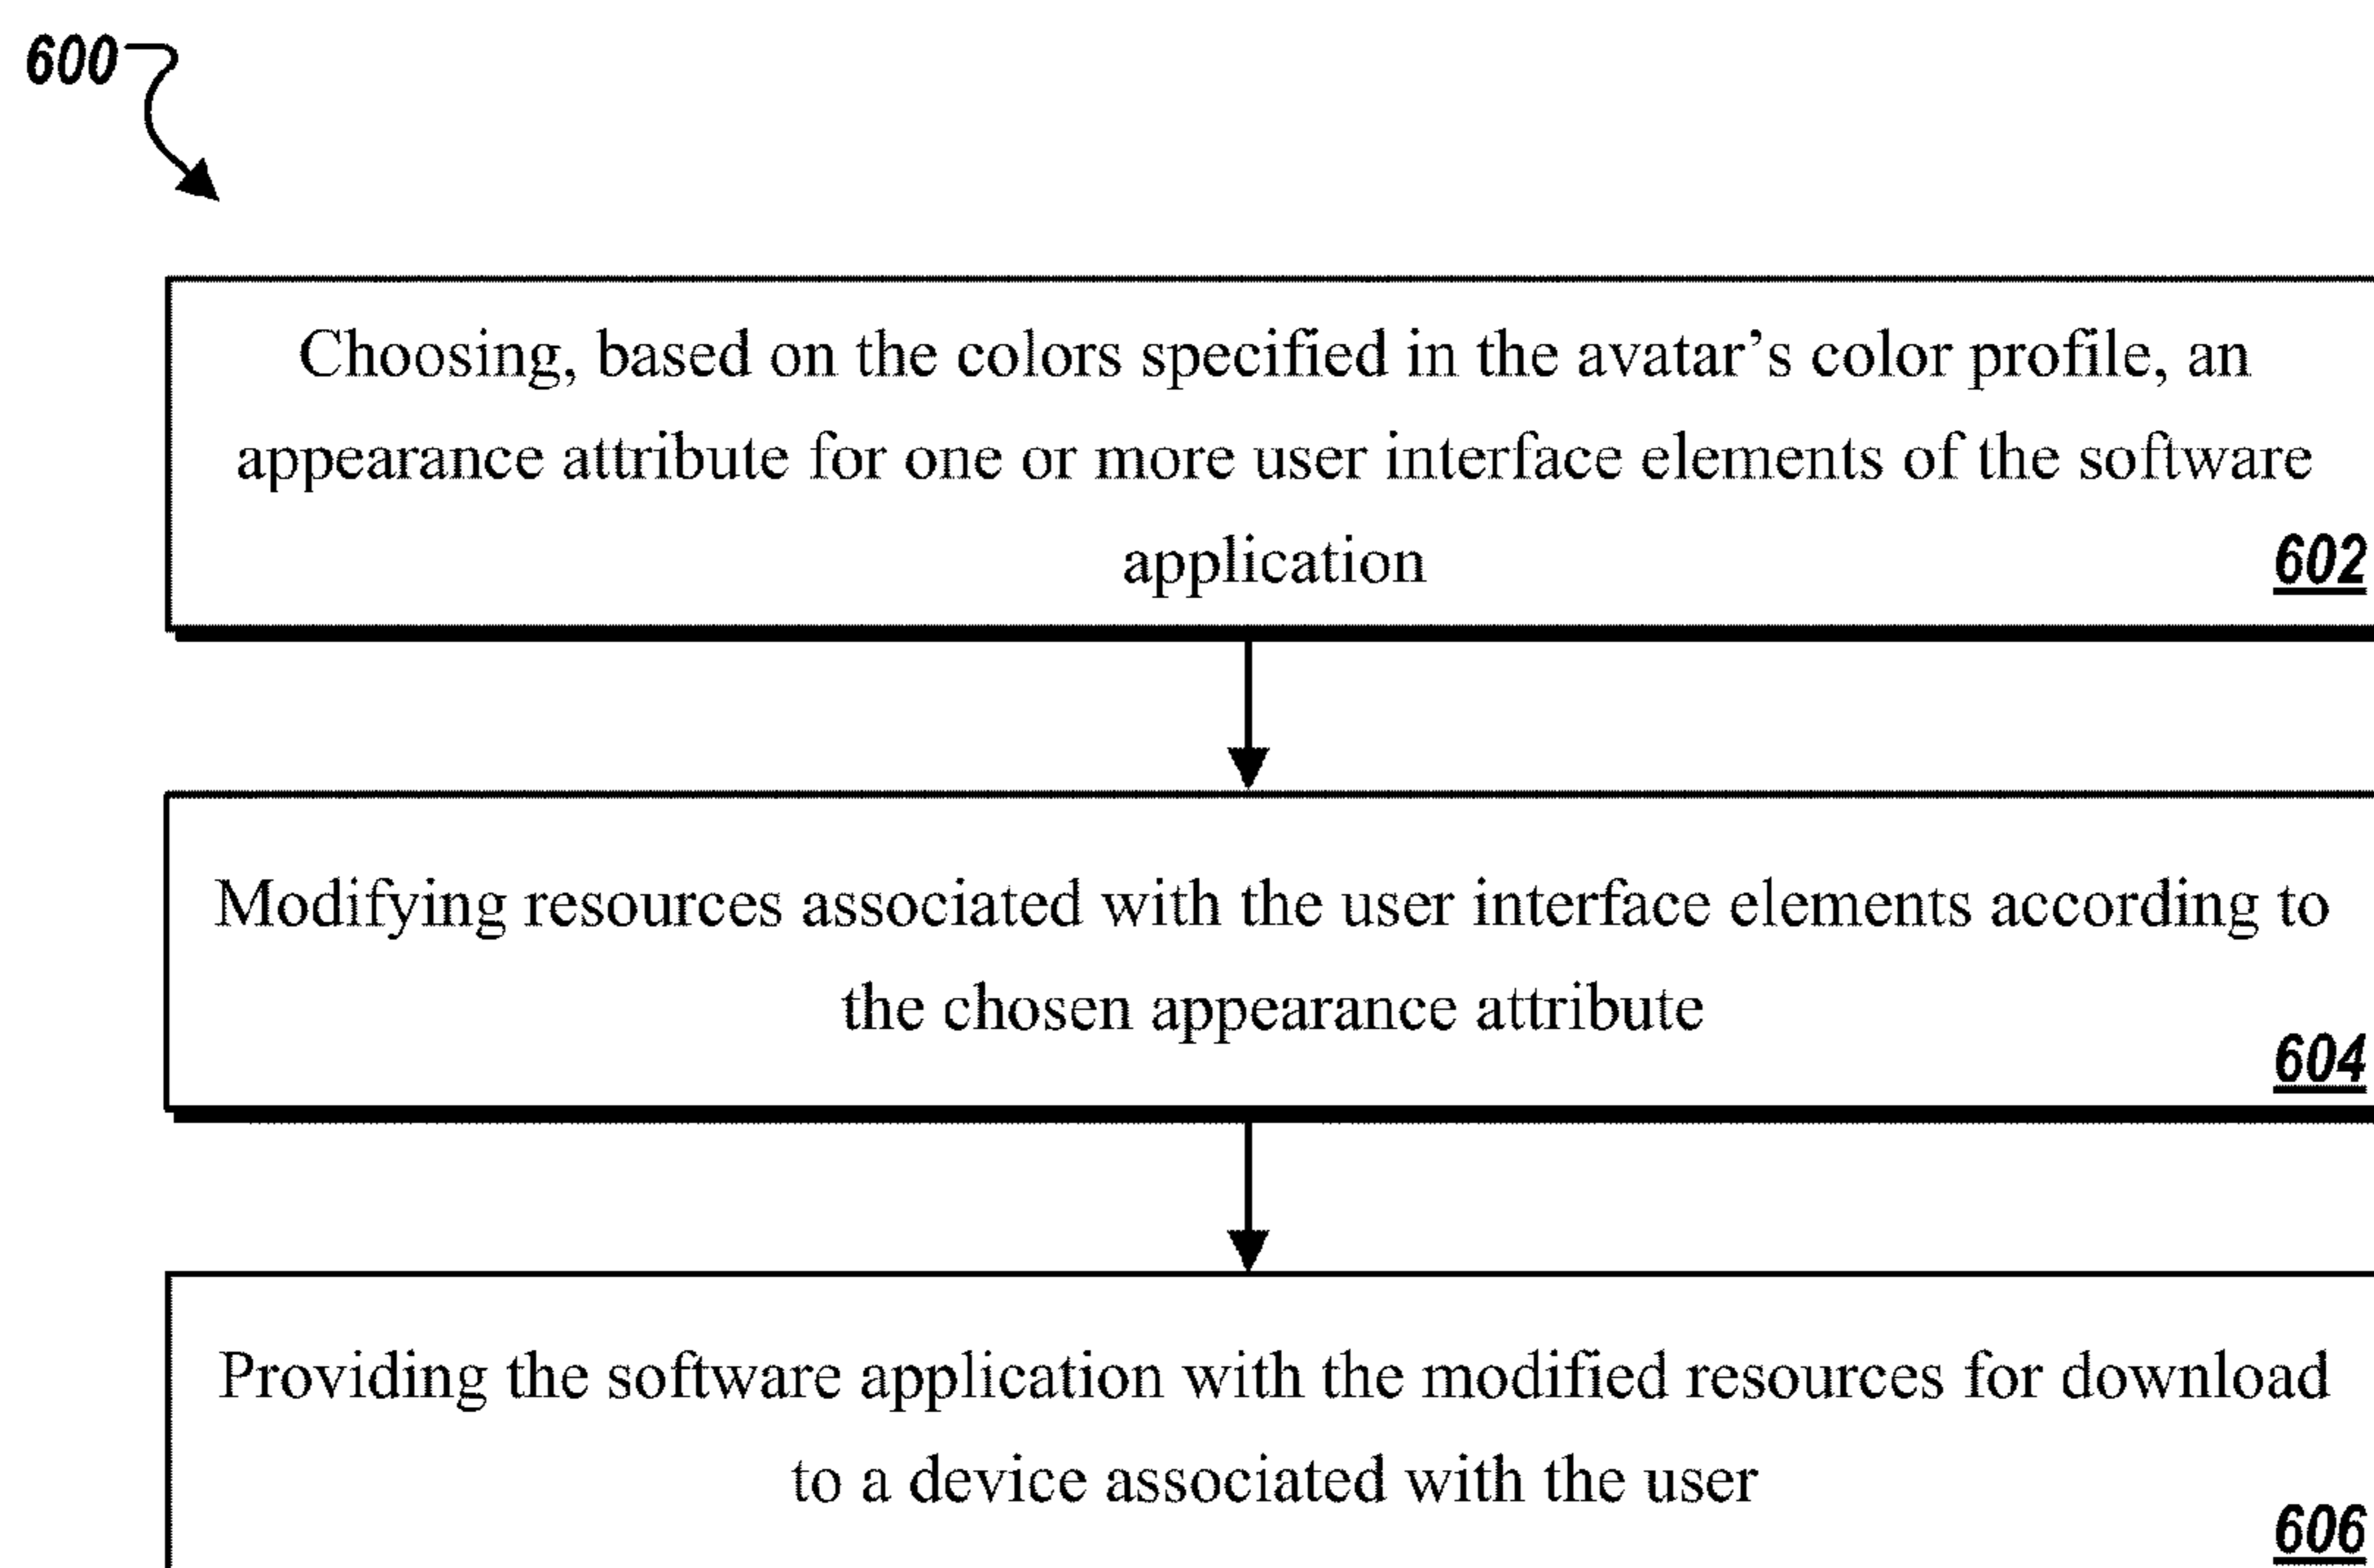 600
Choosing, based on the colors specified in the avatar’s color profile, an
appearance attribute for one or more user interface elements of the software
application
602
Modifying resources associated with the user interface elements according to
the chosen appearance attribute
604
Providing the software application with the modified resources for download
to a device associated with the user
606